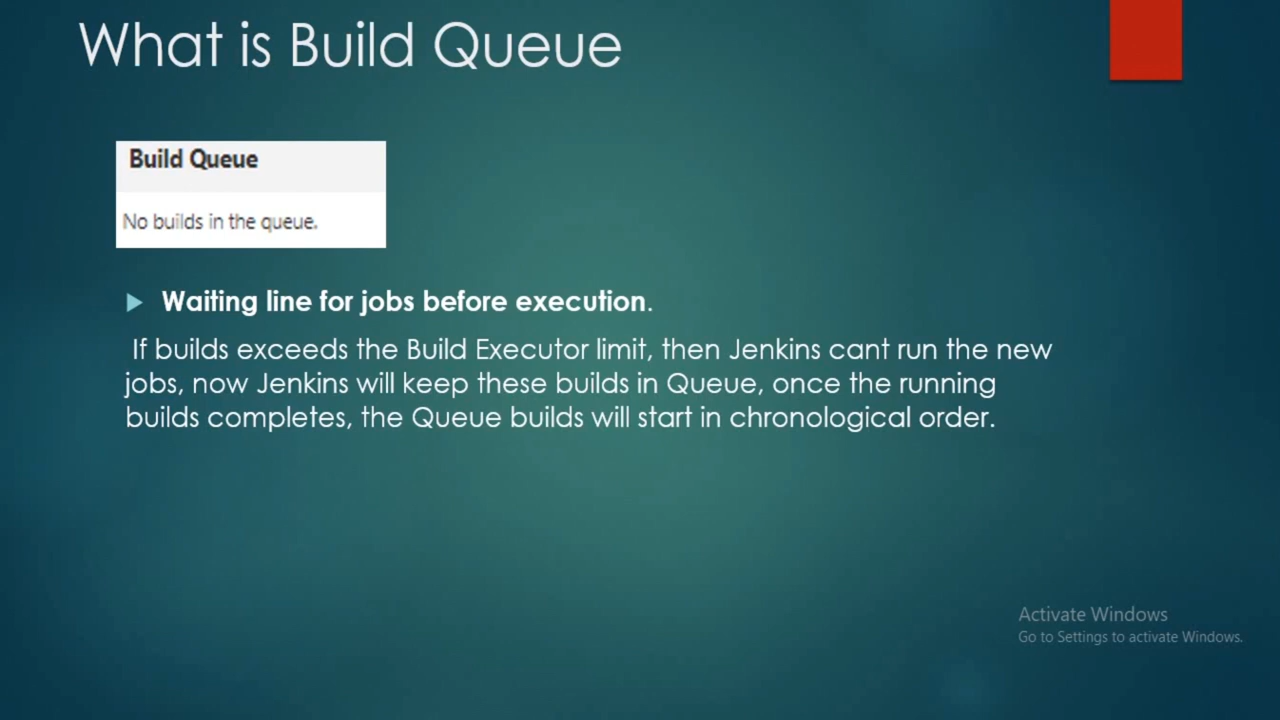 What is Build Queue
Build Queue
No builds in the queue.
Waiting line for jobs before execution.
If builds exceeds the Build Executor limit, then Jenkins cant run the new
jobs, now Jenkins will keep these builds in Queue, once the running
builds completes, the Queue builds will start in chronological order.
Activate Windows
Go to Settings to activate Windows.